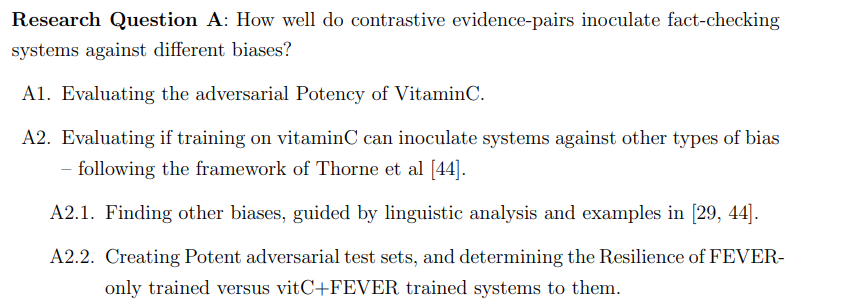 Research Question A: How well do contrastive evidence-pairs inoculate fact-checking
systems against different biases?
A1. Evaluating the adversarial Potency of VitaminC.
A2. Evaluating if training on vitaminC can inoculate systems against other types of bias
– following the framework of Thorne et al [44].
A2.1. Finding other biases, guided by linguistic analysis and examples in [29, 44].
A2.2. Creating Potent adversarial test sets, and determining the Resilience of FEVER-
only trained versus vitC+FEVER trained systems to them.